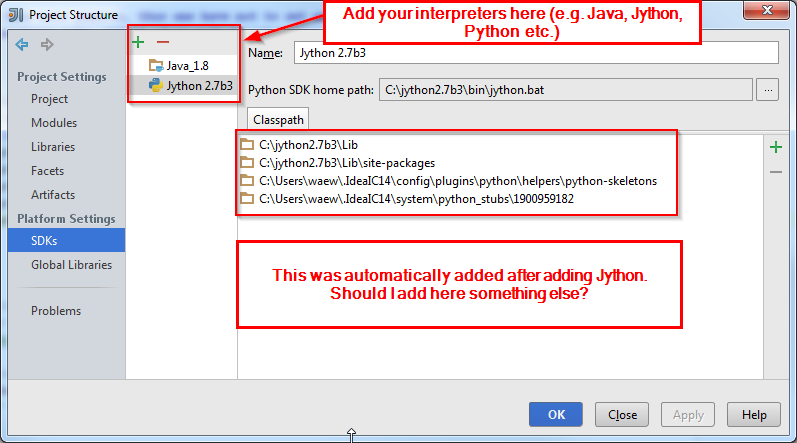 Project Structure
Add your interpreters here (e.g. Java, Jython,
Python etc.)
Project Settings
Project
Modules
Libraries
Facets
Artifacts
Platform Settings
SDKs
Global Libraries
Problems
Java_1.8
Jython 2.7b3
Name: Jython 2.7b3
Python SDK home path: C:\jython2.7b3\bin\jython.bat ...
Classpath
C:\jython2.7b3\Lib
C:\jython2.7b3\Lib\site-packages
C:\Users\waew\.IdeaIC14\config\plugins\python\helpers\python-skeletons
C:\Users\waew\.IdeaIC14\system\python_stubs\1900959182
This was automatically added after adding Jython.
Should I add here something else?
OK Close Apply Help